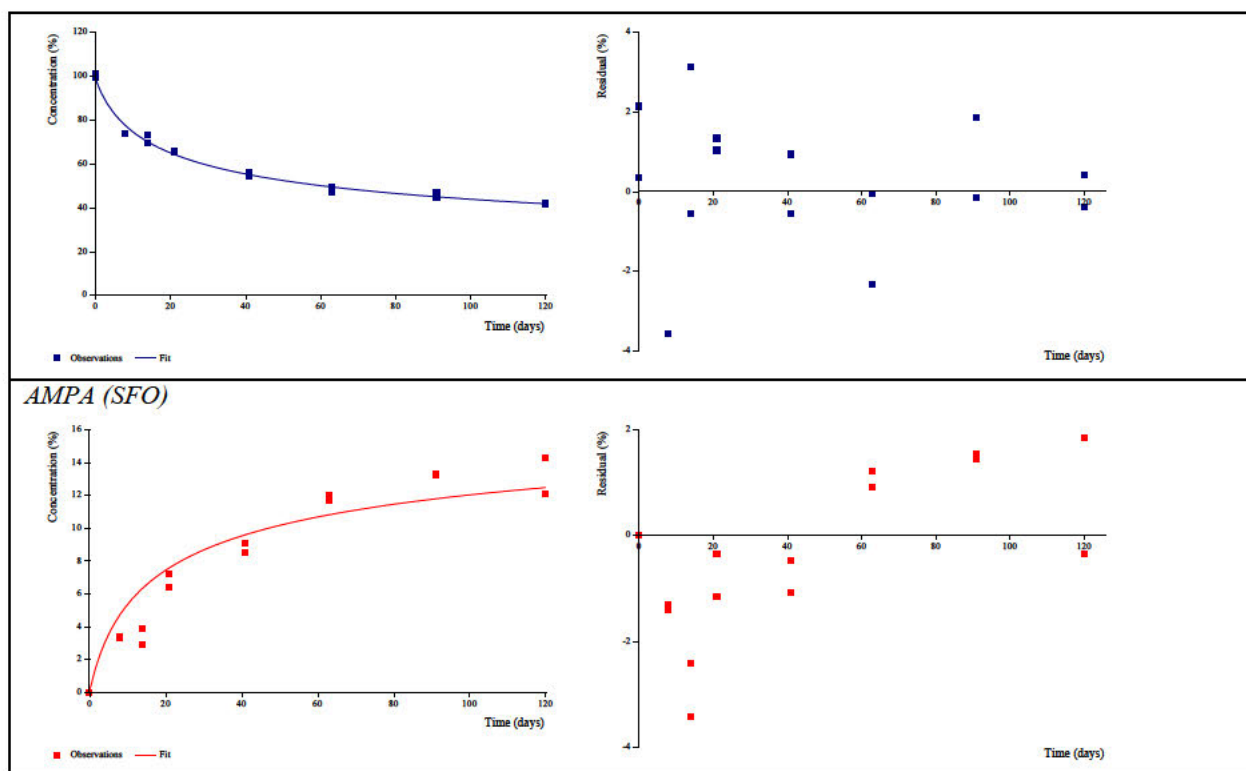 Concentration (%)
120
100
80
60
40
20
0
0 20 40 60 80 100 120
Time (days)
Observations Fit
Residual (%)
4
2
0
-2
-4
0 20 40 60 80 100 120
Time (days)
AMPA (SFO)
Concentration (%)
16
14
12
10
8
6
4
2
0
0 20 40 60 80 100 120
Time (days)
Observations Fit
Residual (%)
2
0
-2
-4
0 20 40 60 80 100 120
Time (days)